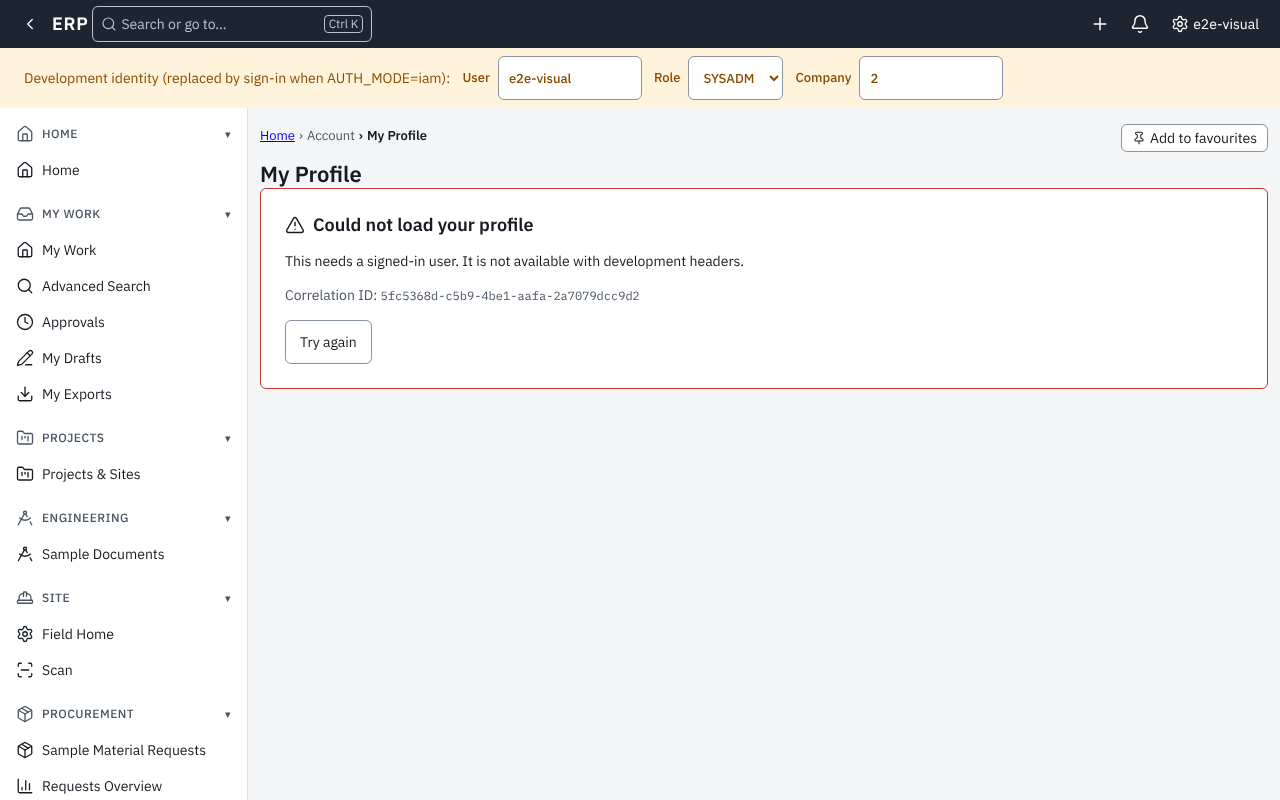 ERP
Search or go to...
Ctrl K
e2e-visual
Development identity (replaced by sign-in when AUTH_MODE=iam): User e2e-visual Role SYSADM Company 2
HOME
Home
MY WORK
My Work
Advanced Search
Approvals
My Drafts
My Exports
PROJECTS
Projects & Sites
ENGINEERING
Sample Documents
SITE
Field Home
Scan
PROCUREMENT
Sample Material Requests
Requests Overview
Home › Account › My Profile
Add to favourites
My Profile
Could not load your profile
This needs a signed-in user. It is not available with development headers.
Correlation ID: 5fc5368d-c5b9-4be1-aafa-2a7079dcc9d2
Try again